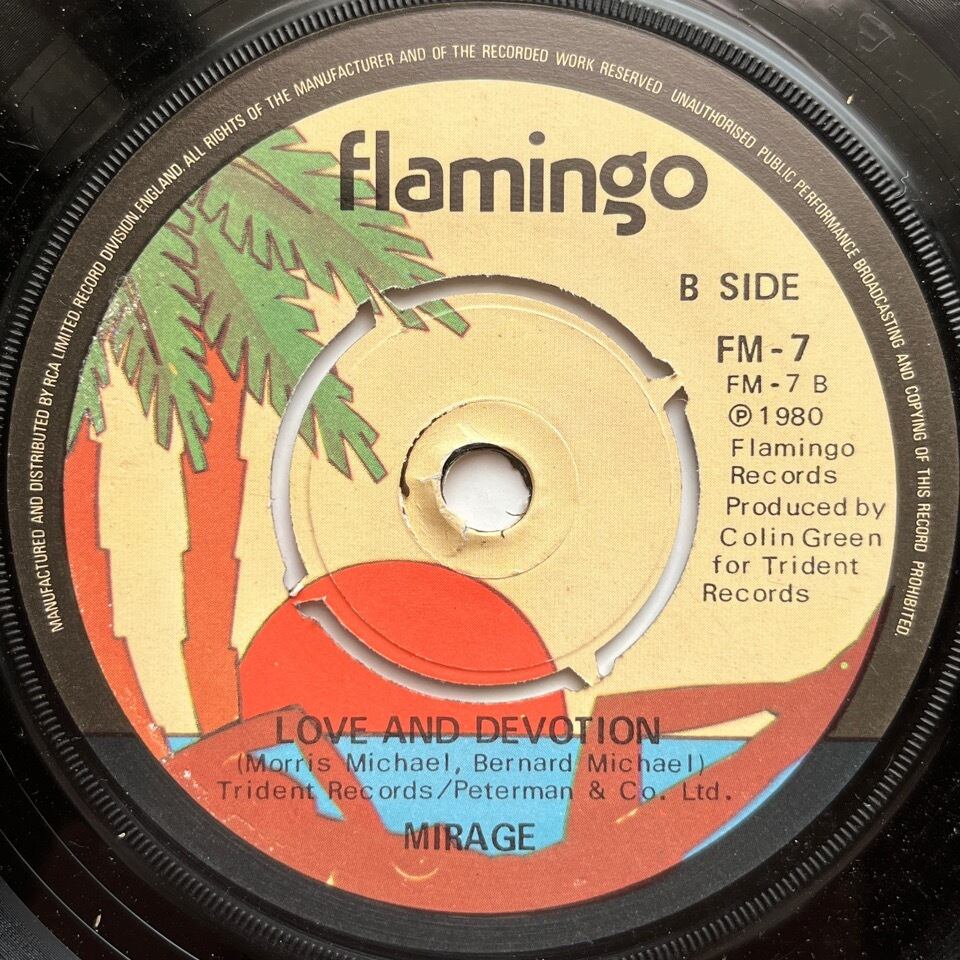 MANUFACTURED AND DISTRIBUTED BY RCA LIMITED. RECORD DIVISION, ENGLAND. ALL RIGHTS OF THE MANUFACTURER AND OF THE RECORDED WORK RESERVED UNAUTHORISED PUBLIC PERFORMANCE BROADCASTING AND COPYING OF THIS RECORD PROHIBITED.
flamingo
B SIDE
FM-7
FM-7 B
℗ 1980
Flamingo
Records
Produced by
Colin Green
for Trident
Records
LOVE AND DEVOTION
(Morris Michael, Bernard Michael)
Trident Records/Peterman & Co. Ltd.
MIRAGE